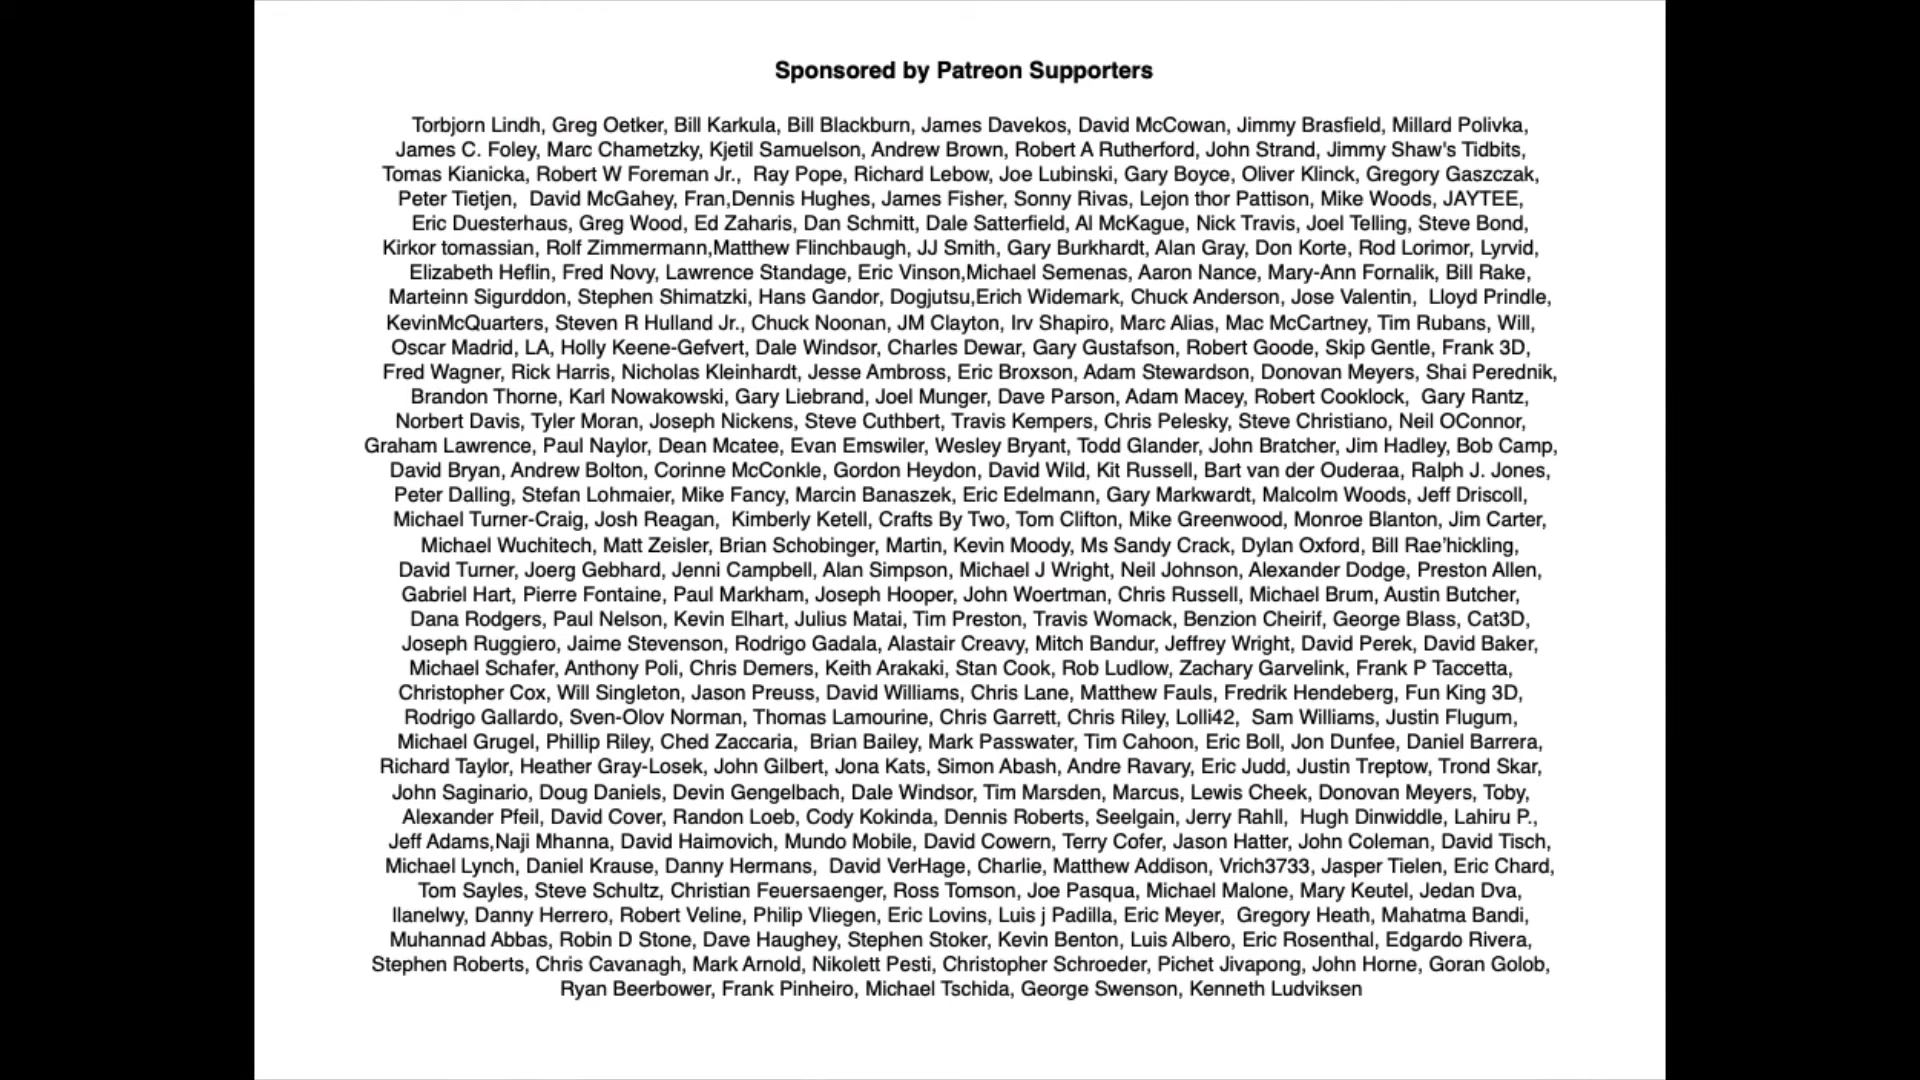 Sponsored by Patreon Supporters
Torbjorn Lindh, Greg Oetker, Bill Karkula, Bill Blackburn, James Davekos, David McCowan, Jimmy Brasfield, Millard Polivka,
James C. Foley, Marc Chametzky, Kjetil Samuelson, Andrew Brown, Robert A Rutherford, John Strand, Jimmy Shaw's Tidbits,
Tomas Kianicka, Robert W Foreman Jr.,  Ray Pope, Richard Lebow, Joe Lubinski, Gary Boyce, Oliver Klinck, Gregory Gaszczak,
Peter Tietjen,  David McGahey, Fran,Dennis Hughes, James Fisher, Sonny Rivas, Lejon thor Pattison, Mike Woods, JAYTEE,
Eric Duesterhaus, Greg Wood, Ed Zaharis, Dan Schmitt, Dale Satterfield, Al McKague, Nick Travis, Joel Telling, Steve Bond,
Kirkor tomassian, Rolf Zimmermann,Matthew Flinchbaugh, JJ Smith, Gary Burkhardt, Alan Gray, Don Korte, Rod Lorimor, Lyrvid,
Elizabeth Heflin, Fred Novy, Lawrence Standage, Eric Vinson,Michael Semenas, Aaron Nance, Mary-Ann Fornalik, Bill Rake,
Marteinn Sigurddon, Stephen Shimatzki, Hans Gandor, Dogjutsu,Erich Widemark, Chuck Anderson, Jose Valentin,  Lloyd Prindle,
KevinMcQuarters, Steven R Hulland Jr., Chuck Noonan, JM Clayton, Irv Shapiro, Marc Alias, Mac McCartney, Tim Rubans, Will,
Oscar Madrid, LA, Holly Keene-Gefvert, Dale Windsor, Charles Dewar, Gary Gustafson, Robert Goode, Skip Gentle, Frank 3D,
Fred Wagner, Rick Harris, Nicholas Kleinhardt, Jesse Ambross, Eric Broxson, Adam Stewardson, Donovan Meyers, Shai Perednik,
Brandon Thorne, Karl Nowakowski, Gary Liebrand, Joel Munger, Dave Parson, Adam Macey, Robert Cooklock,  Gary Rantz,
Norbert Davis, Tyler Moran, Joseph Nickens, Steve Cuthbert, Travis Kempers, Chris Pelesky, Steve Christiano, Neil OConnor,
Graham Lawrence, Paul Naylor, Dean Mcatee, Evan Emswiler, Wesley Bryant, Todd Glander, John Bratcher, Jim Hadley, Bob Camp,
David Bryan, Andrew Bolton, Corinne McConkle, Gordon Heydon, David Wild, Kit Russell, Bart van der Ouderaa, Ralph J. Jones,
Peter Dalling, Stefan Lohmaier, Mike Fancy, Marcin Banaszek, Eric Edelmann, Gary Markwardt, Malcolm Woods, Jeff Driscoll,
Michael Turner-Craig, Josh Reagan,  Kimberly Ketell, Crafts By Two, Tom Clifton, Mike Greenwood, Monroe Blanton, Jim Carter,
Michael Wuchitech, Matt Zeisler, Brian Schobinger, Martin, Kevin Moody, Ms Sandy Crack, Dylan Oxford, Bill Rae’hickling,
David Turner, Joerg Gebhard, Jenni Campbell, Alan Simpson, Michael J Wright, Neil Johnson, Alexander Dodge, Preston Allen,
Gabriel Hart, Pierre Fontaine, Paul Markham, Joseph Hooper, John Woertman, Chris Russell, Michael Brum, Austin Butcher,
Dana Rodgers, Paul Nelson, Kevin Elhart, Julius Matai, Tim Preston, Travis Womack, Benzion Cheirif, George Blass, Cat3D,
Joseph Ruggiero, Jaime Stevenson, Rodrigo Gadala, Alastair Creavy, Mitch Bandur, Jeffrey Wright, David Perek, David Baker,
Michael Schafer, Anthony Poli, Chris Demers, Keith Arakaki, Stan Cook, Rob Ludlow, Zachary Garvelink, Frank P Taccetta,
Christopher Cox, Will Singleton, Jason Preuss, David Williams, Chris Lane, Matthew Fauls, Fredrik Hendeberg, Fun King 3D,
Rodrigo Gallardo, Sven-Olov Norman, Thomas Lamourine, Chris Garrett, Chris Riley, Lolli42,  Sam Williams, Justin Flugum,
Michael Grugel, Phillip Riley, Ched Zaccaria,  Brian Bailey, Mark Passwater, Tim Cahoon, Eric Boll, Jon Dunfee, Daniel Barrera,
Richard Taylor, Heather Gray-Losek, John Gilbert, Jona Kats, Simon Abash, Andre Ravary, Eric Judd, Justin Treptow, Trond Skar,
John Saginario, Doug Daniels, Devin Gengelbach, Dale Windsor, Tim Marsden, Marcus, Lewis Cheek, Donovan Meyers, Toby,
Alexander Pfeil, David Cover, Randon Loeb, Cody Kokinda, Dennis Roberts, Seelgain, Jerry Rahll,  Hugh Dinwiddle, Lahiru P.,
Jeff Adams,Naji Mhanna, David Haimovich, Mundo Mobile, David Cowern, Terry Cofer, Jason Hatter, John Coleman, David Tisch,
Michael Lynch, Daniel Krause, Danny Hermans,  David VerHage, Charlie, Matthew Addison, Vrich3733, Jasper Tielen, Eric Chard,
Tom Sayles, Steve Schultz, Christian Feuersaenger, Ross Tomson, Joe Pasqua, Michael Malone, Mary Keutel, Jedan Dva,
llanelwy, Danny Herrero, Robert Veline, Philip Vliegen, Eric Lovins, Luis j Padilla, Eric Meyer,  Gregory Heath, Mahatma Bandi,
Muhannad Abbas, Robin D Stone, Dave Haughey, Stephen Stoker, Kevin Benton, Luis Albero, Eric Rosenthal, Edgardo Rivera,
Stephen Roberts, Chris Cavanagh, Mark Arnold, Nikolett Pesti, Christopher Schroeder, Pichet Jivapong, John Horne, Goran Golob,
Ryan Beerbower, Frank Pinheiro, Michael Tschida, George Swenson, Kenneth Ludviksen